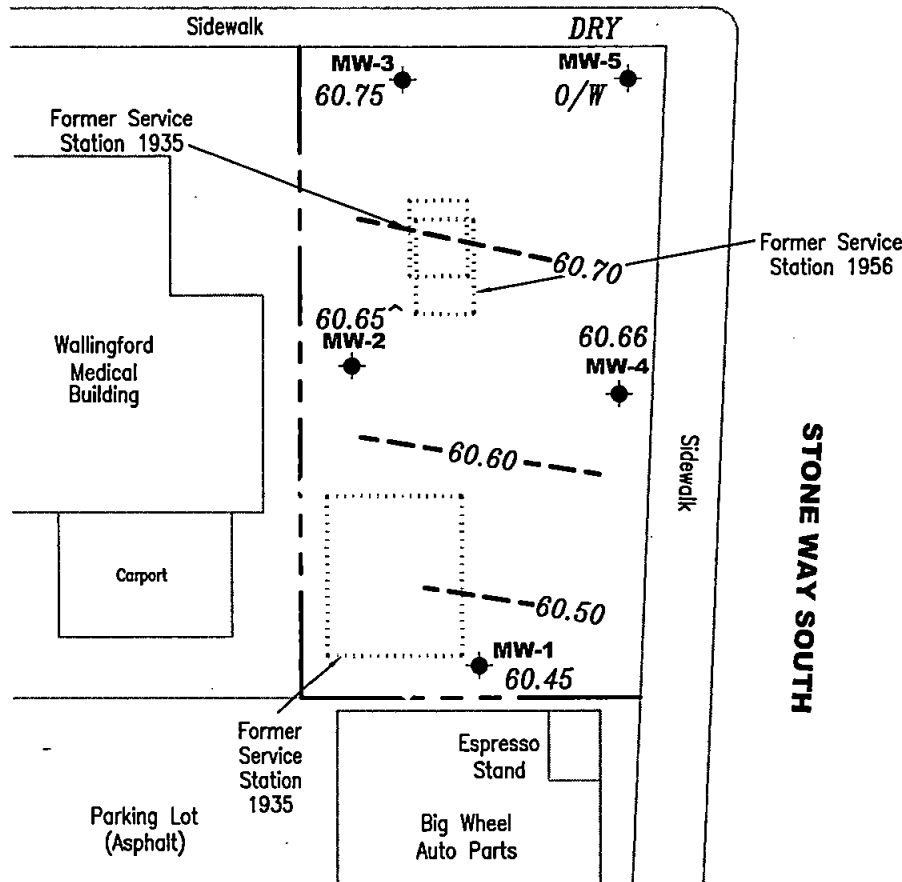 Sidewalk
DRY
MW-3
MW-5
60.75
O/W
Former Service
Station 1935
Former Service
Station 1956
60.70
60.65^
MW-2
60.66
MW-4
Wallingford
Medical
Building
60.60
Sidewalk
STONE WAY SOUTH
Carport
60.50
MW-1
60.45
Former
Service
Station
1935
Espresso
Stand
Parking Lot
(Asphalt)
Big Wheel
Auto Parts